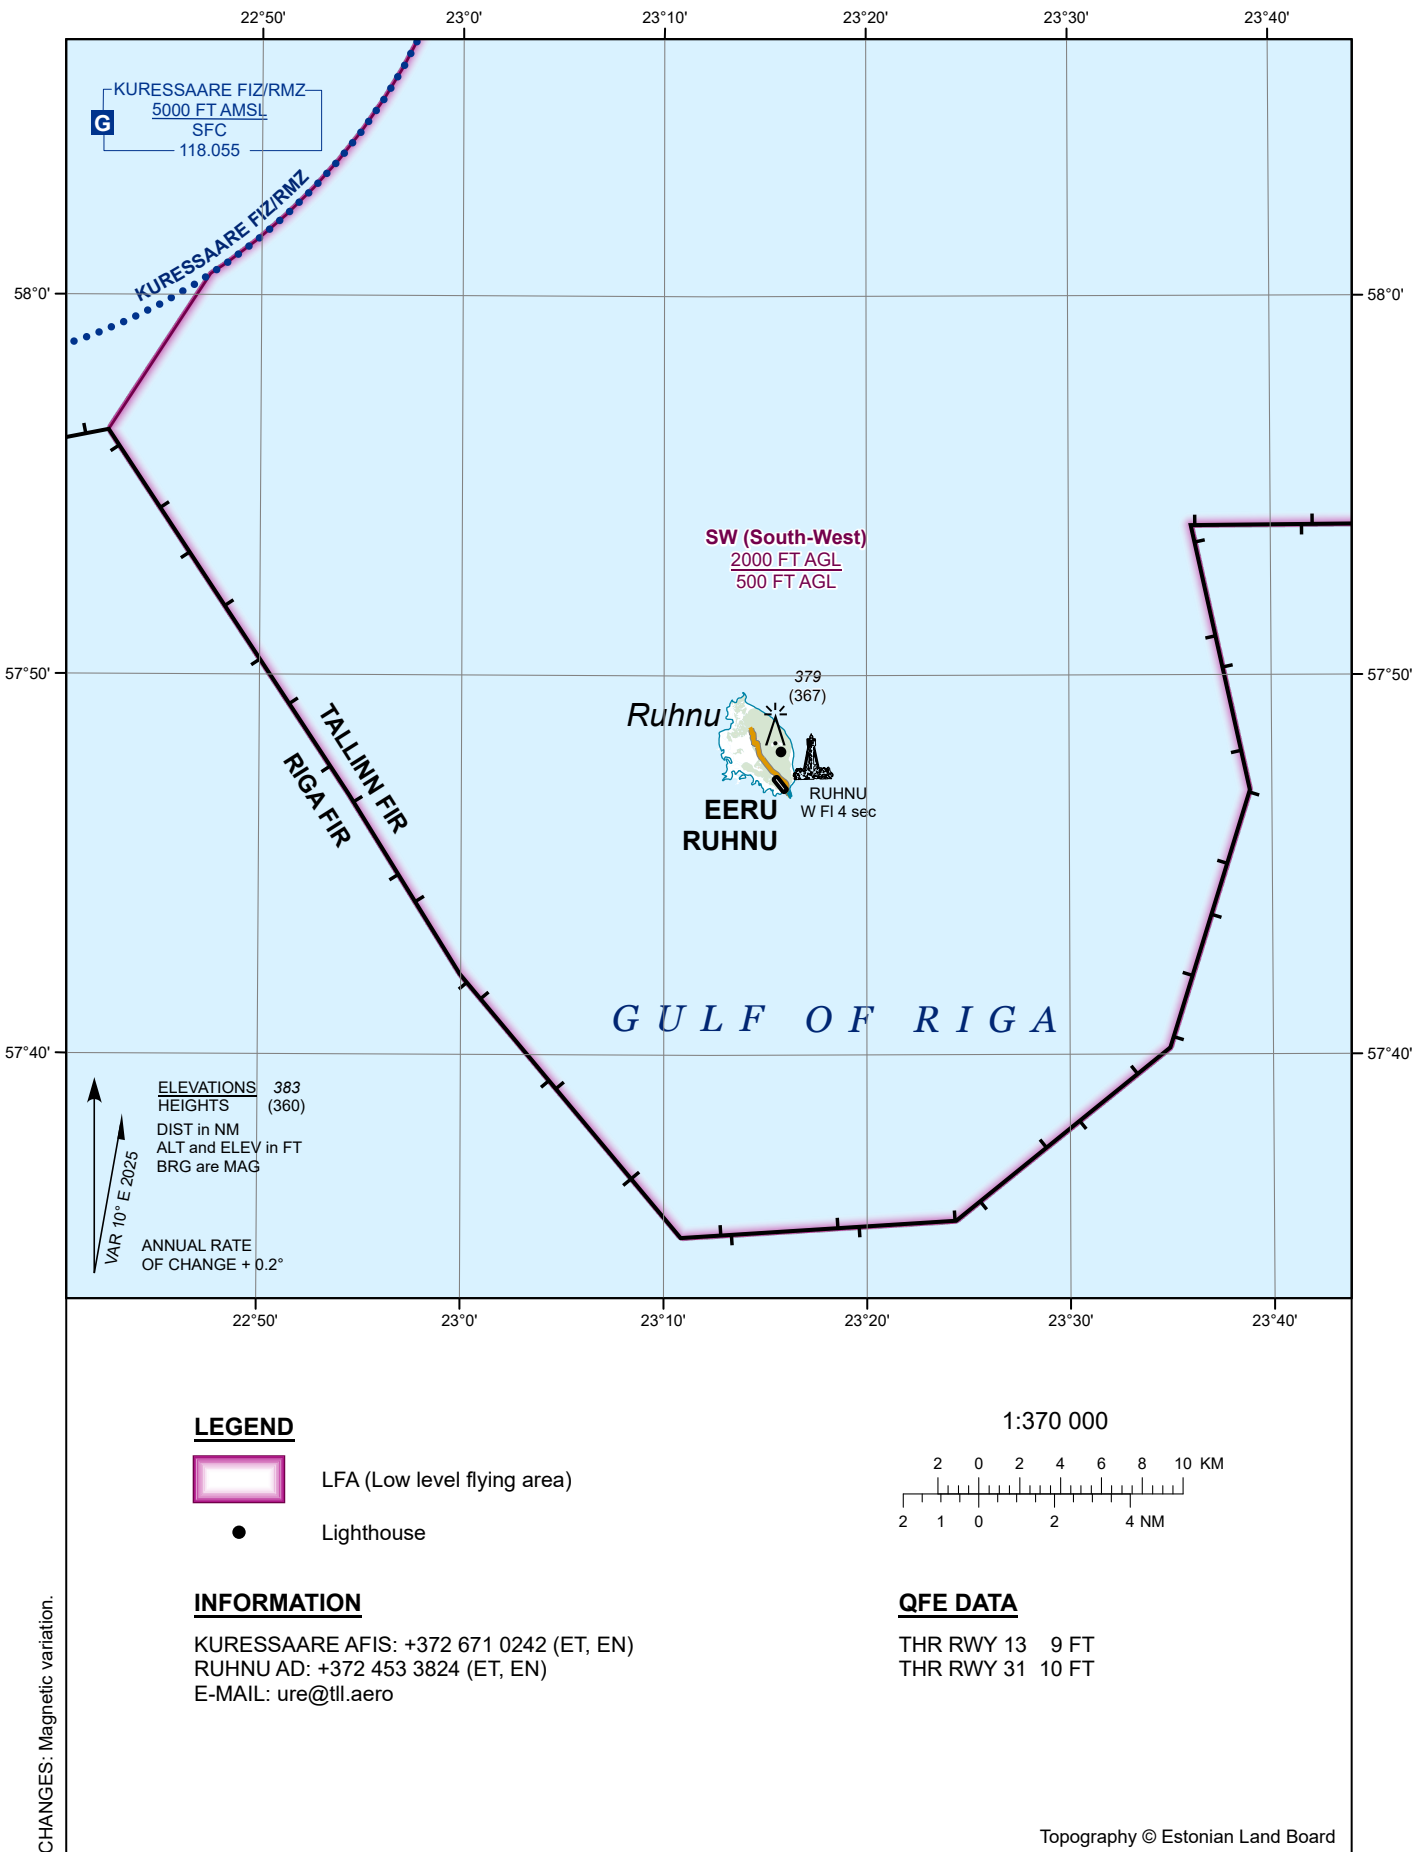 22°50' 23°0' 23°10' 23°20' 23°30' 23°40'
KURESSAARE FIZ/RMZ
5000 FT AMSL
G
SFC
118.055
KURESSAARE FIZ/RMZ
58°0' 58°0'
SW (South-West)
2000 FT AGL
500 FT AGL
57°50' 57°50'
379
(367)
Ruhnu
TALLINN FIR
RIGA FIR
RUHNU
W Fl 4 sec
EERU
RUHNU
GULF OF RIGA
57°40' 57°40'
ELEVATIONS 383
HEIGHTS (360)
DIST in NM
ALT and ELEV in FT
BRG are MAG
VAR 10° E 2025
ANNUAL RATE
OF CHANGE + 0.2°
22°50' 23°0' 23°10' 23°20' 23°30' 23°40'
LEGEND
LFA (Low level flying area)
Lighthouse
1:370 000
2 0 2 4 6 8 10 KM
2 1 0 2 4 NM
INFORMATION
KURESSAARE AFIS: +372 671 0242 (ET, EN)
RUHNU AD: +372 453 3824 (ET, EN)
E-MAIL: ure@tll.aero
QFE DATA
THR RWY 13 9 FT
THR RWY 31 10 FT
CHANGES: Magnetic variation.
Topography © Estonian Land Board